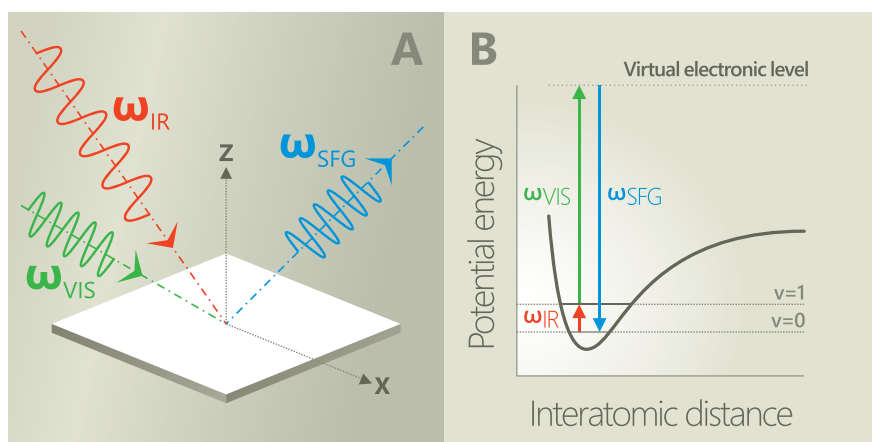 A
ωIR
z
ωSFG
ωVIS
x
B
Virtual electronic level
Potential energy
ωVIS
ωSFG
v=1
ωIR
v=0
Interatomic distance